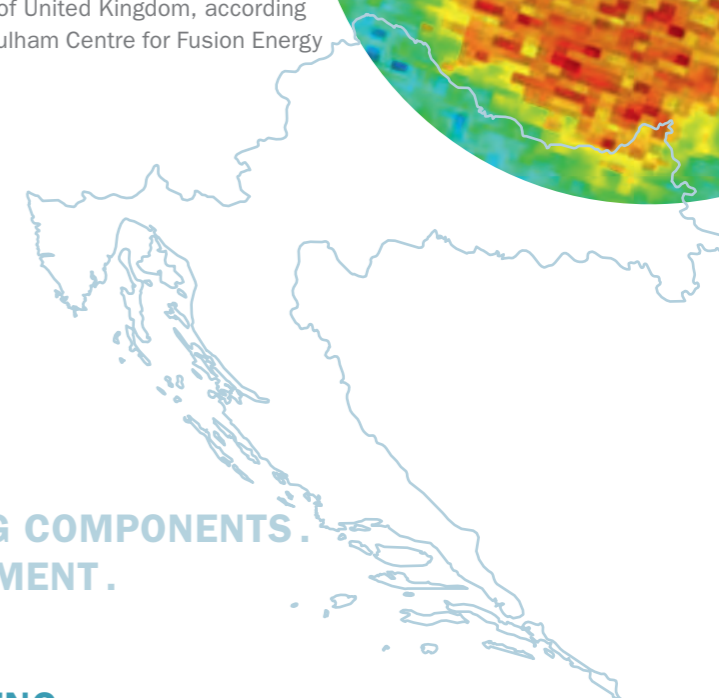 of United Kingdom, according
ulham Centre for Fusion Energy
G COMPONENTS.
MENT.